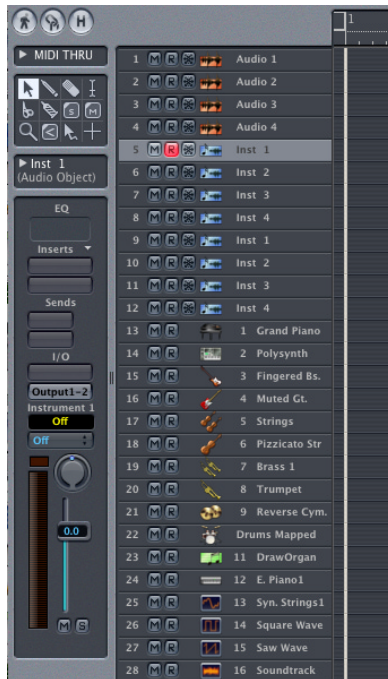 H
1
MIDI THRU
S M
Inst 1
(Audio Object)
EQ
Inserts
Sends
I/O
Output1-2
Instrument 1
Off
Off
0.0
M S
1 M R Audio 1
2 M R Audio 2
3 M R Audio 3
4 M R Audio 4
5 M R Inst 1
6 M R Inst 2
7 M R Inst 3
8 M R Inst 4
9 M R Inst 1
10 M R Inst 2
11 M R Inst 3
12 M R Inst 4
13 M R 1 Grand Piano
14 M R 2 Polysynth
15 M R 3 Fingered Bs.
16 M R 4 Muted Gt.
17 M R 5 Strings
18 M R 6 Pizzicato Str
19 M R 7 Brass 1
20 M R 8 Trumpet
21 M R 9 Reverse Cym.
22 M R Drums Mapped
23 M R 11 DrawOrgan
24 M R 12 E. Piano1
25 M R 13 Syn. Strings1
26 M R 14 Square Wave
27 M R 15 Saw Wave
28 M R 16 Soundtrack